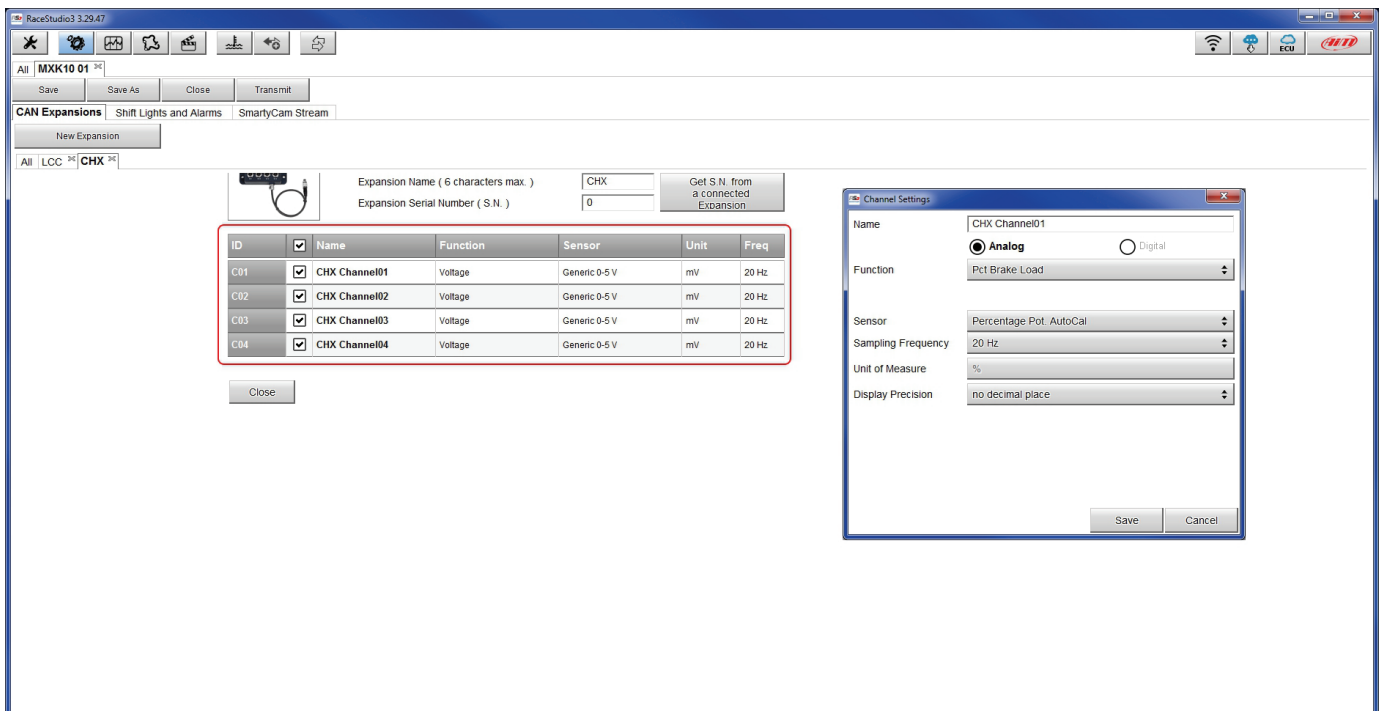 RaceStudio3 3.29.47
ECU
AiM
All MXK10 01
Save Save As Close Transmit
CAN Expansions Shift Lights and Alarms SmartyCam Stream
New Expansion
All LCC CHX
Expansion Name ( 6 characters max. ) CHX
Expansion Serial Number ( S.N. ) 0
Get S.N. from
a connected
Expansion
ID Name Function Sensor Unit Freq
C01 CHX Channel01 Voltage Generic 0-5 V mV 20 Hz
C02 CHX Channel02 Voltage Generic 0-5 V mV 20 Hz
C03 CHX Channel03 Voltage Generic 0-5 V mV 20 Hz
C04 CHX Channel04 Voltage Generic 0-5 V mV 20 Hz
Close
Channel Settings
Name CHX Channel01
Analog Digital
Function Pct Brake Load
Sensor Percentage Pot. AutoCal
Sampling Frequency 20 Hz
Unit of Measure %
Display Precision no decimal place
Save Cancel